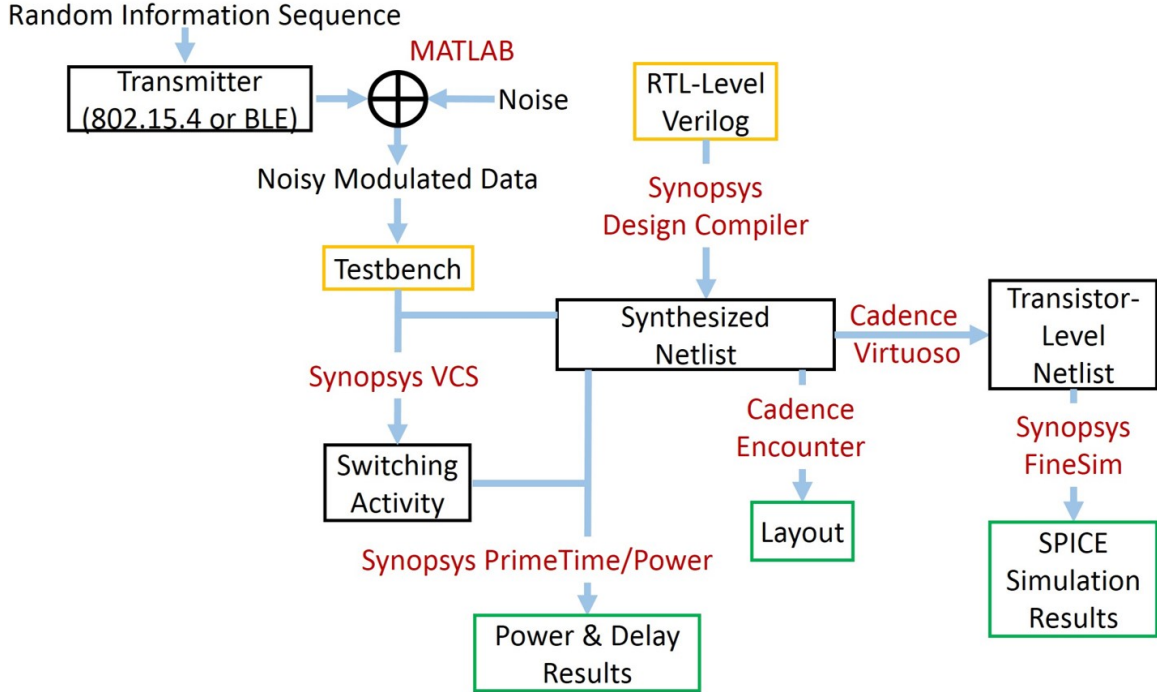 Random Information Sequence
MATLAB
Transmitter
(802.15.4 or BLE)
Noise
RTL-Level
Verilog
Noisy Modulated Data
Synopsys
Design Compiler
Testbench
Synthesized
Netlist
Cadence
Virtuoso
Transistor-
Level
Netlist
Synopsys VCS
Cadence
Encounter
Synopsys
FineSim
Switching
Activity
Layout
Synopsys PrimeTime/Power
SPICE
Simulation
Results
Power & Delay
Results